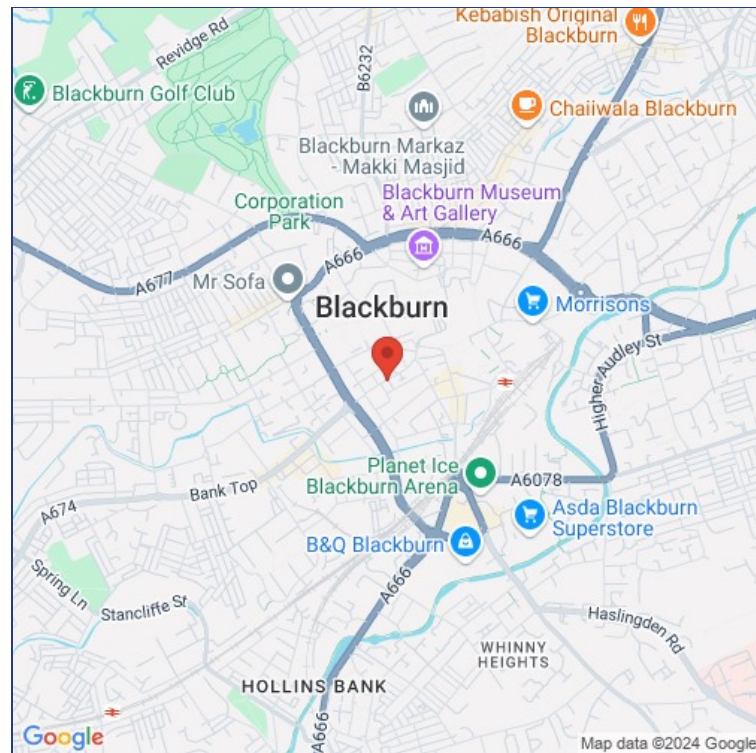 Kebabish Original
Blackburn
Revidge Rd
B6232
Blackburn Golf Club
Chaiiwala Blackburn
Blackburn Markaz
- Makki Masjid
Blackburn Museum
& Art Gallery
Corporation
Park
A666
A666
A677
Mr Sofa
Blackburn
Morrisons
Higher Audley St
Planet Ice
Blackburn Arena
A6078
Bank Top
A674
Asda Blackburn
Superstore
B&Q Blackburn
A666
Spring Ln
Stancliffe St
Haslingden Rd
WHINNY
HEIGHTS
HOLLINS BANK
A666
Google
Map data ©2024 Google